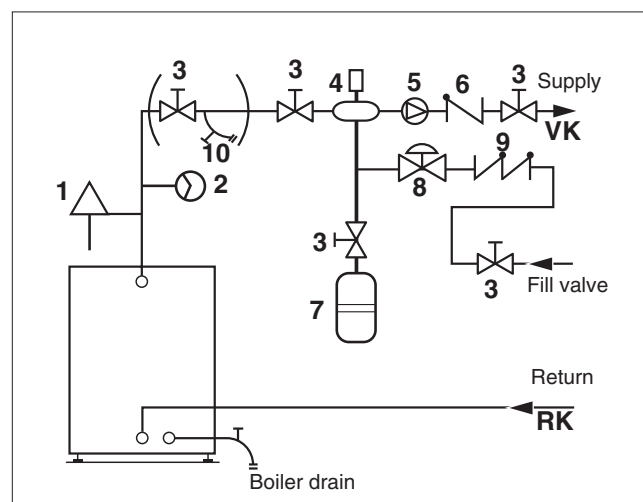 3 3 4 5 6 3 Supply
VK
10 9
1 2 8
3
3
7 Fill valve
Return
RK
Boiler drain